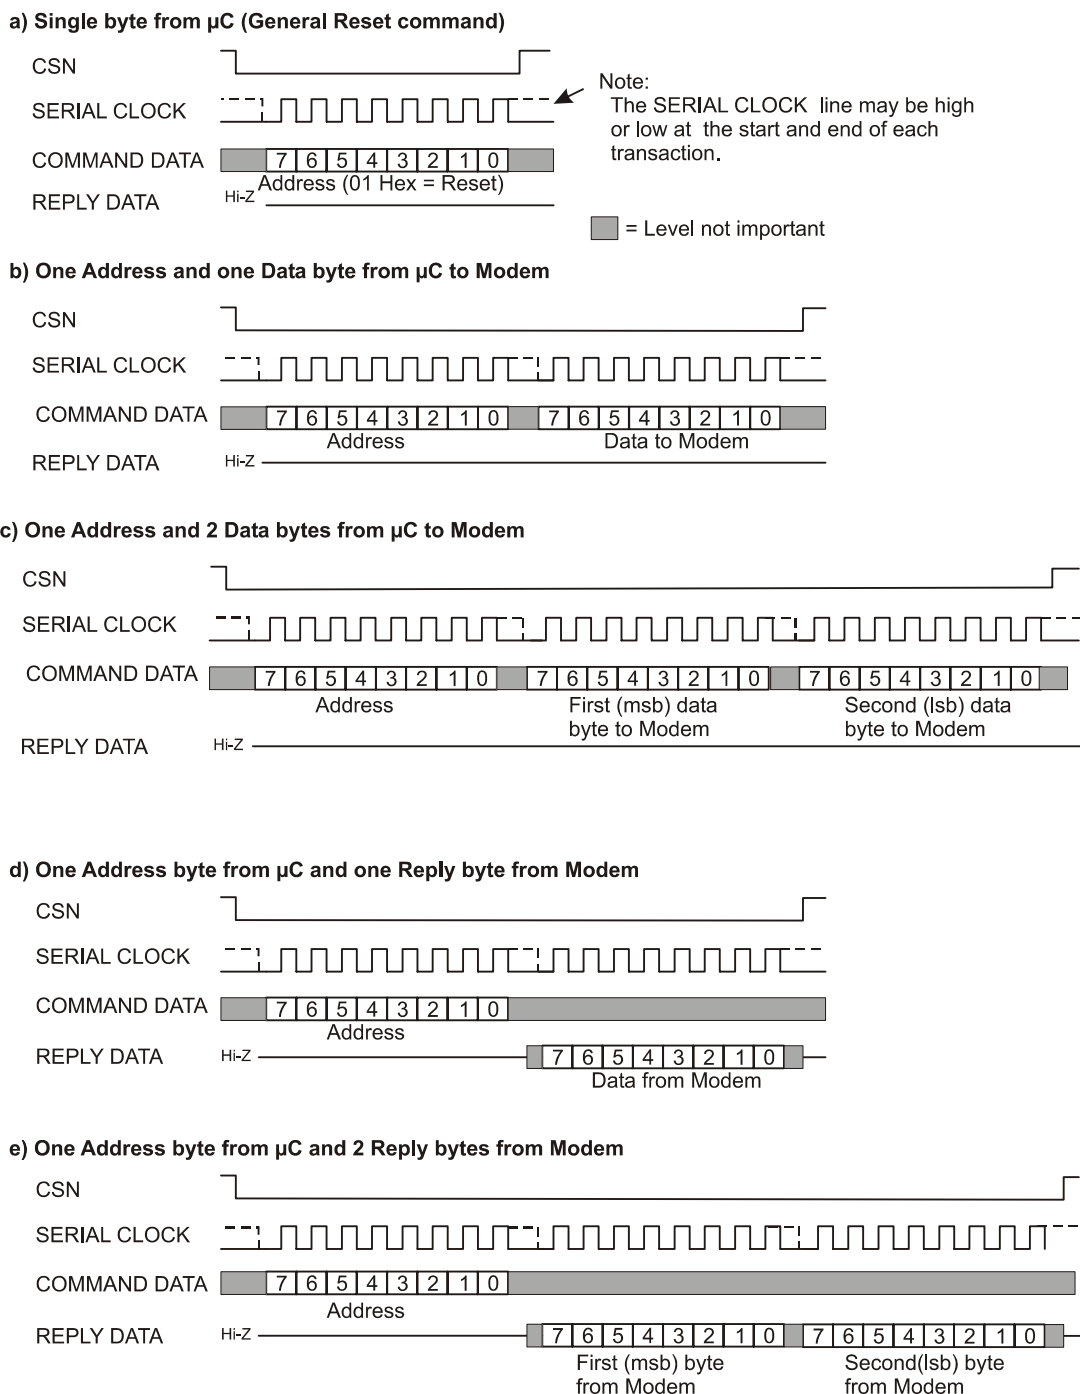 a) Single byte from µC (General Reset command)
CSN
SERIAL CLOCK
Note:
The SERIAL CLOCK line may be high
or low at the start and end of each
transaction.
COMMAND DATA 7 6 5 4 3 2 1 0
Address (01 Hex = Reset)
REPLY DATA Hi-Z
= Level not important
b) One Address and one Data byte from µC to Modem
CSN
SERIAL CLOCK
COMMAND DATA 7 6 5 4 3 2 1 0 7 6 5 4 3 2 1 0
Address Data to Modem
REPLY DATA Hi-Z
c) One Address and 2 Data bytes from µC to Modem
CSN
SERIAL CLOCK
COMMAND DATA 7 6 5 4 3 2 1 0 7 6 5 4 3 2 1 0 7 6 5 4 3 2 1 0
Address First (msb) data Second (lsb) data
byte to Modem byte to Modem
REPLY DATA Hi-Z
d) One Address byte from µC and one Reply byte from Modem
CSN
SERIAL CLOCK
COMMAND DATA 7 6 5 4 3 2 1 0
Address
REPLY DATA Hi-Z 7 6 5 4 3 2 1 0
Data from Modem
e) One Address byte from µC and 2 Reply bytes from Modem
CSN
SERIAL CLOCK
COMMAND DATA 7 6 5 4 3 2 1 0
Address
REPLY DATA Hi-Z 7 6 5 4 3 2 1 0 7 6 5 4 3 2 1 0
First (msb) byte Second(lsb) byte
from Modem from Modem